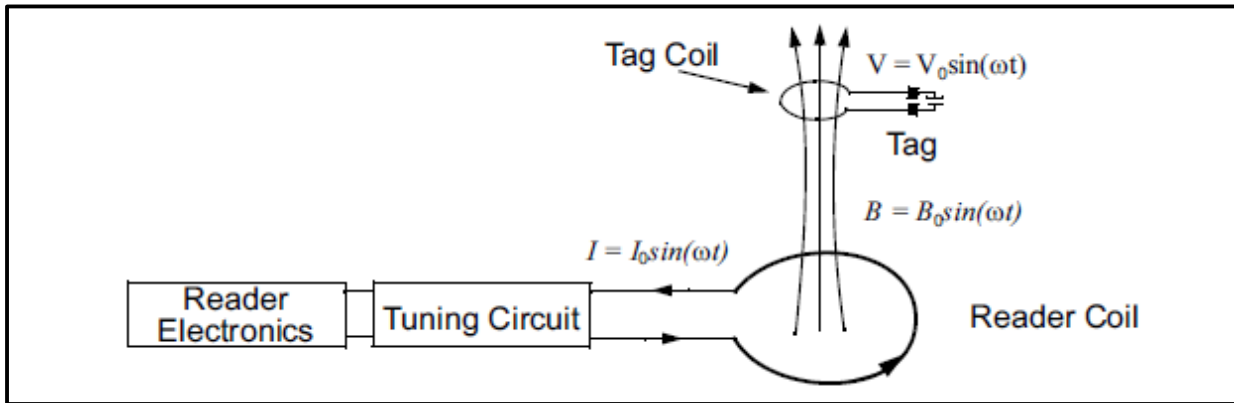 Tag Coil
V = V₀sin(ωt)
Tag
B = B₀sin(ωt)
I = I₀sin(ωt)
Reader
Electronics
Tuning Circuit
Reader Coil